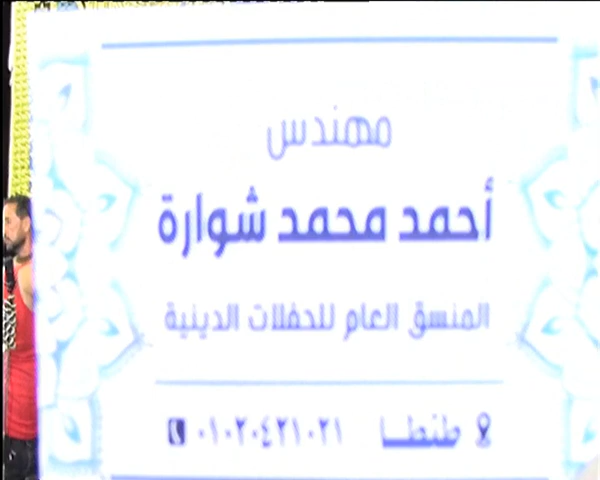 مهندس
أحمد محمد شوارة
المنسق العام للحفلات الدينية
طنطا ٠١٠٢٠٤٢١٠٢١